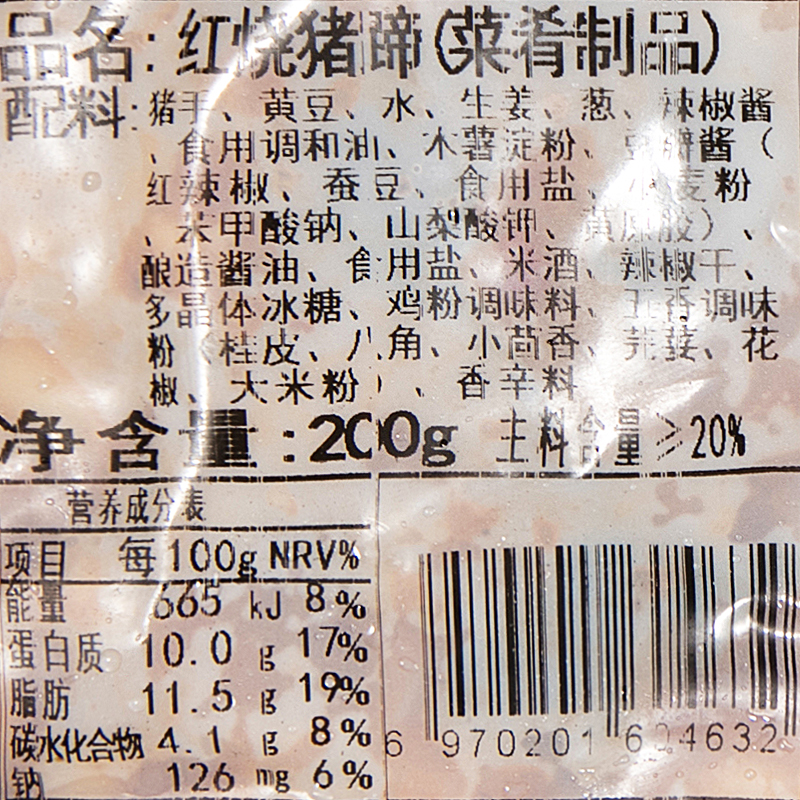 品名: 红烧猪蹄(菜肴制品)
配料: 猪手、黄豆、水、生姜、葱、辣椒酱
、食用调和油、木薯淀粉、豆瓣酱(
红辣椒、蚕豆、食用盐、小麦粉
、苯甲酸钠、山梨酸钾、黄原胶)、
酿造酱油、食用盐、米酒、辣椒干、
多晶体冰糖、鸡粉调味料、五香调味
粉(桂皮、八角、小茴香、芫荽、花
椒、大米粉)、香辛料
净含量:200g 主料含量≥20%
营养成分表
项目 每100g NRV%
能量 665 kJ 8%
蛋白质 10.0 g 17%
脂肪 11.5 g 19%
碳水化合物 4.1 g 8%
钠 126 mg 6%
6 970201 624632